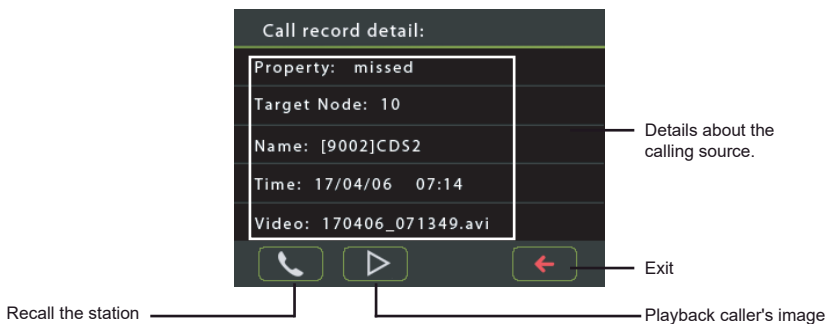 Call record detail:
Property: missed
Target Node: 10
Name: [9002]CDS2
Time: 17/04/06 07:14
Video: 170406_071349.avi
Details about the
calling source.
Exit
Recall the station
Playback caller's image